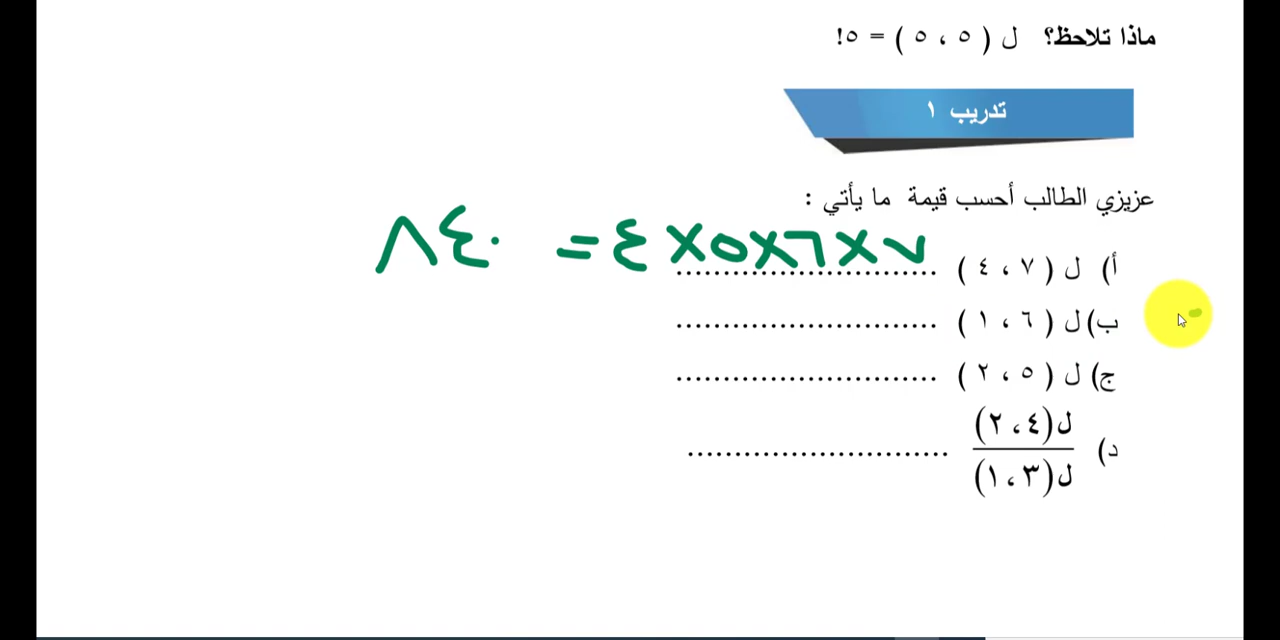 ماذا تلاحظ؟ ل ( ٥ ، ٥ ) = ٥!
تدريب ١
عزيزي الطالب أحسب قيمة ما يأتي :
أ) ل ( ٧ ، ٤ ) .............................. ٧ × ٦ × ٥ × ٤ = ٨٤٠
ب) ل ( ٦ ، ١ ) ..............................
ج) ل ( ٥ ، ٢ ) ..............................
د) ل(٤ ، ٢) ..............................
ل(٣ ، ١)